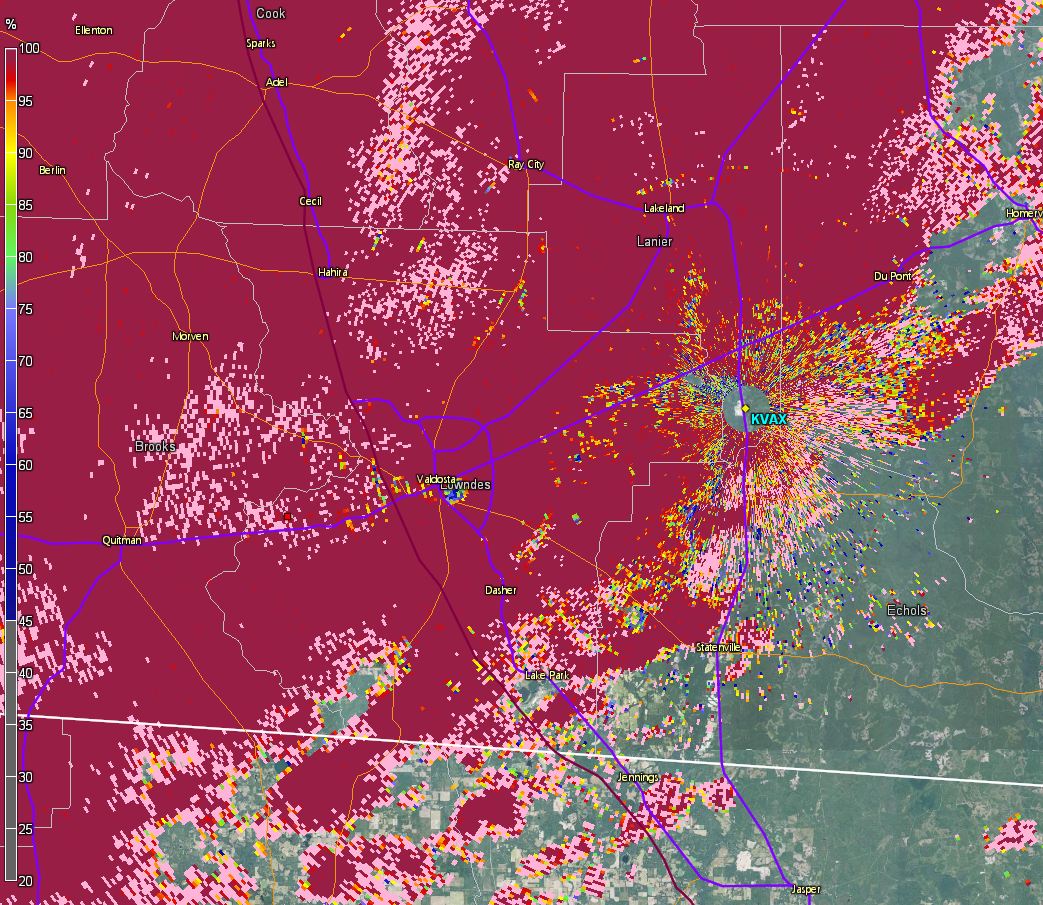 Cook
%
Ellenton
Sparks
100
Adel
95
90
Ray City
Berlin
85
Cecil
Lakeland
Homerv
Lanier
80
Hahira
Du Pont
75
Morven
70
65
KVAX
Brooks
60
Valdosta
Lowndes
55
Quitman
50
Dasher
Echols
45
Statenville
40
Lake Park
35
Jennings
30
25
20
Jasper